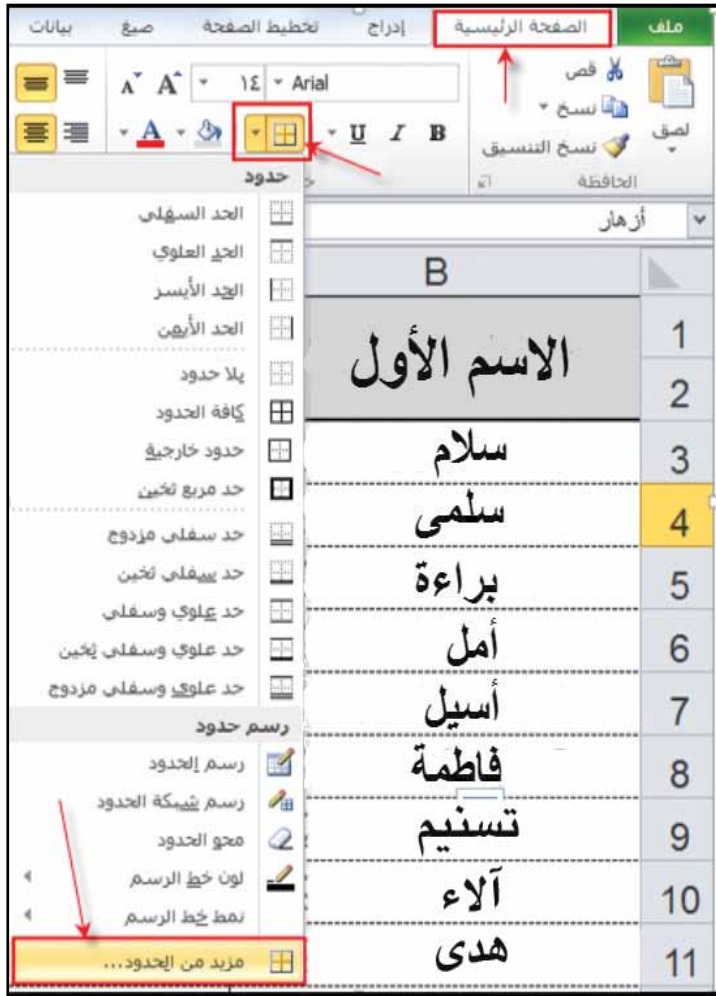 ملف الصفحة الرئيسية إدراج تخطيط الصفحة صيغ بيانات
قص
نسخ
نسخ التنسيق
لصق
الحافظة
Arial ١٤
B I U
أزهار
B
1 الاسم الأول
2
3 سلام
4 سلمى
5 براءة
6 أمل
7 أسيل
8 فاطمة
9 تسنيم
10 آلاء
11 هدى
حدود
الحد السفلي
الحد العلوي
الحد الأيسر
الحد الأيمن
بلا حدود
كافة الحدود
حدود خارجية
حد مربع ثخين
حد سفلي مزدوج
حد سفلي ثخين
حد علوي وسفلي
حد علوي وسفلي ثخين
حد علوي وسفلي مزدوج
رسم حدود
رسم الحدود
رسم شبكة الحدود
محو الحدود
لون خط الرسم
نمط خط الرسم
مزيد من الحدود...